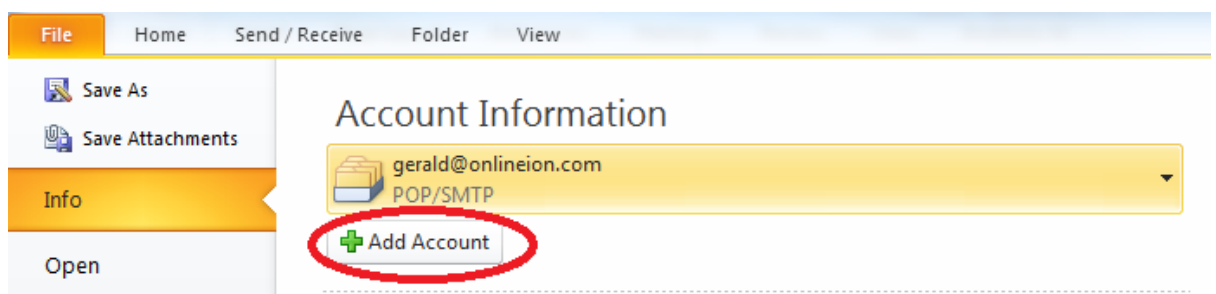 File Home Send / Receive Folder View
Save As
Save Attachments
Info
Open
Account Information
gerald@onlineion.com
POP/SMTP
Add Account